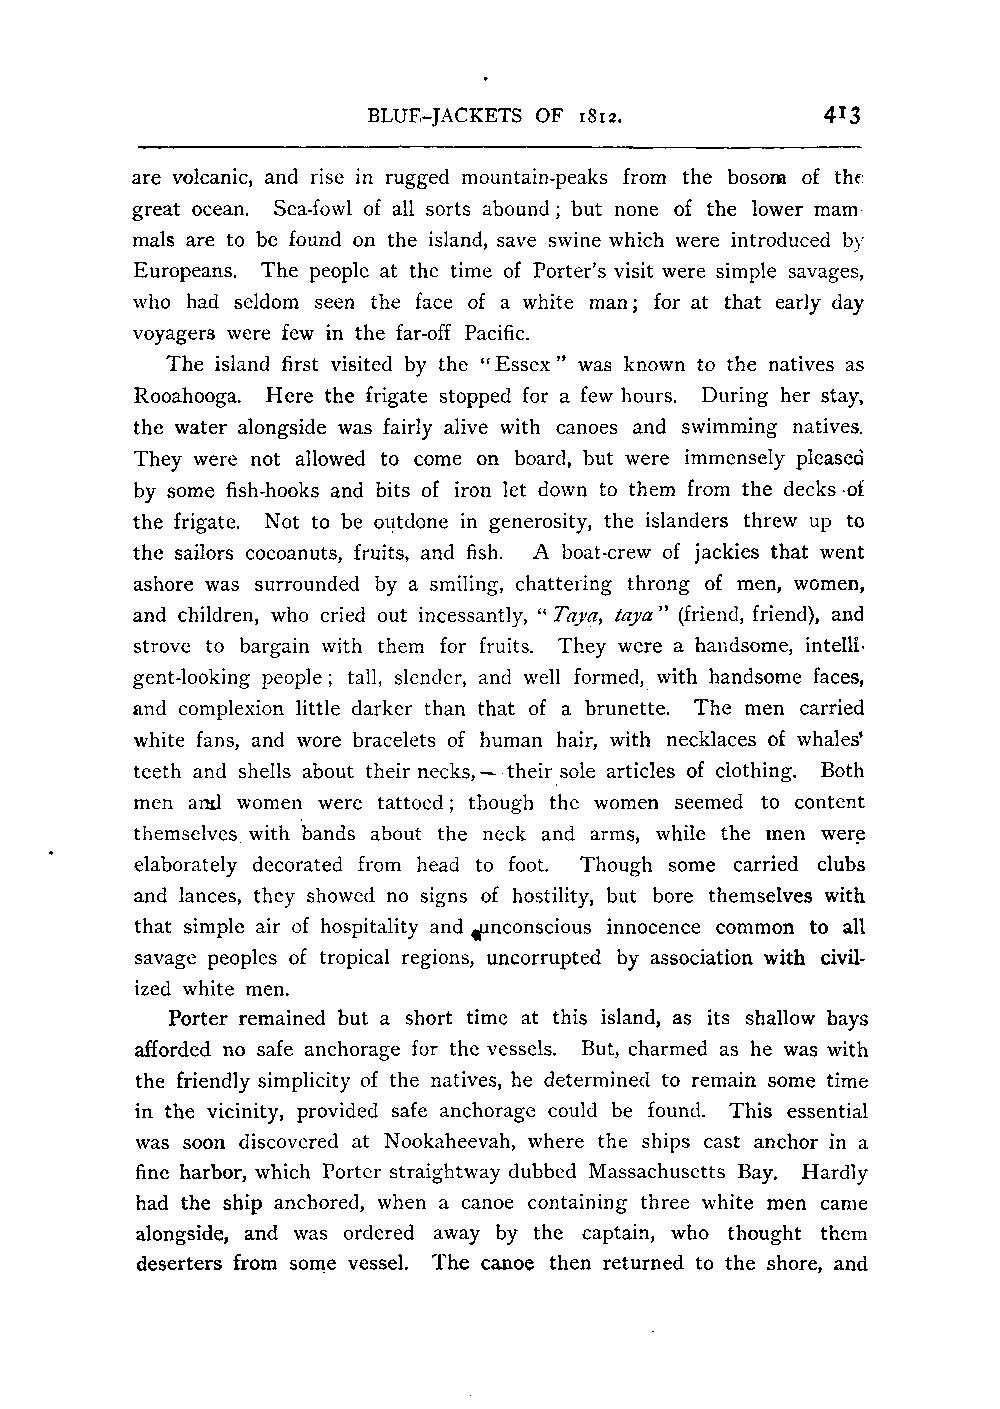 BLUE-JACKETS OF 1812. 413
are volcanic, and rise in rugged mountain-peaks from the bosom of the
great ocean. Sea-fowl of all sorts abound; but none of the lower mam-
mals are to be found on the island, save swine which were introduced by
Europeans. The people at the time of Porter's visit were simple savages,
who had seldom seen the face of a white man; for at that early day
voyagers were few in the far-off Pacific.
The island first visited by the "Essex" was known to the natives as
Rooahooga. Here the frigate stopped for a few hours. During her stay,
the water alongside was fairly alive with canoes and swimming natives.
They were not allowed to come on board, but were immensely pleased
by some fish-hooks and bits of iron let down to them from the decks of
the frigate. Not to be outdone in generosity, the islanders threw up to
the sailors cocoanuts, fruits, and fish. A boat-crew of jackies that went
ashore was surrounded by a smiling, chattering throng of men, women,
and children, who cried out incessantly, "Taya, taya" (friend, friend), and
strove to bargain with them for fruits. They were a handsome, intelli-
gent-looking people; tall, slender, and well formed, with handsome faces,
and complexion little darker than that of a brunette. The men carried
white fans, and wore bracelets of human hair, with necklaces of whales'
teeth and shells about their necks,—their sole articles of clothing. Both
men and women were tattoed; though the women seemed to content
themselves with bands about the neck and arms, while the men were
elaborately decorated from head to foot. Though some carried clubs
and lances, they showed no signs of hostility, but bore themselves with
that simple air of hospitality and unconscious innocence common to all
savage peoples of tropical regions, uncorrupted by association with civil-
ized white men.
Porter remained but a short time at this island, as its shallow bays
afforded no safe anchorage for the vessels. But, charmed as he was with
the friendly simplicity of the natives, he determined to remain some time
in the vicinity, provided safe anchorage could be found. This essential
was soon discovered at Nookaheevah, where the ships cast anchor in a
fine harbor, which Porter straightway dubbed Massachusetts Bay. Hardly
had the ship anchored, when a canoe containing three white men came
alongside, and was ordered away by the captain, who thought them
deserters from some vessel. The canoe then returned to the shore, and